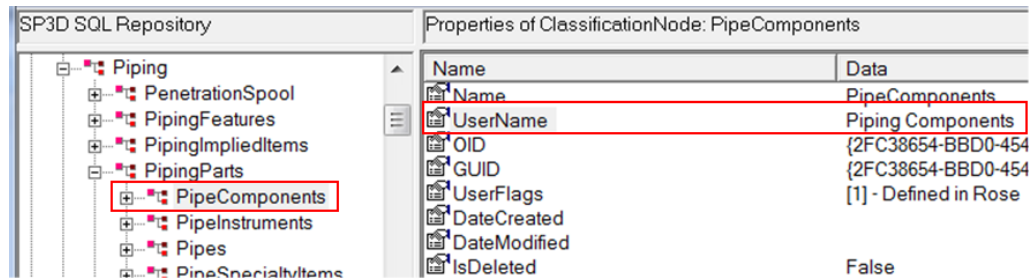 SP3D SQL Repository
Properties of ClassificationNode: PipeComponents
Piping
PenetrationSpool
PipingFeatures
PipingImpliedItems
PipingParts
PipeComponents
PipeInstruments
Pipes
PipeSpecialtyItems
Name Data
Name PipeComponents
UserName Piping Components
OID {2FC38654-BBD0-454
GUID {2FC38654-BBD0-454
UserFlags [1] - Defined in Rose
DateCreated
DateModified
IsDeleted False